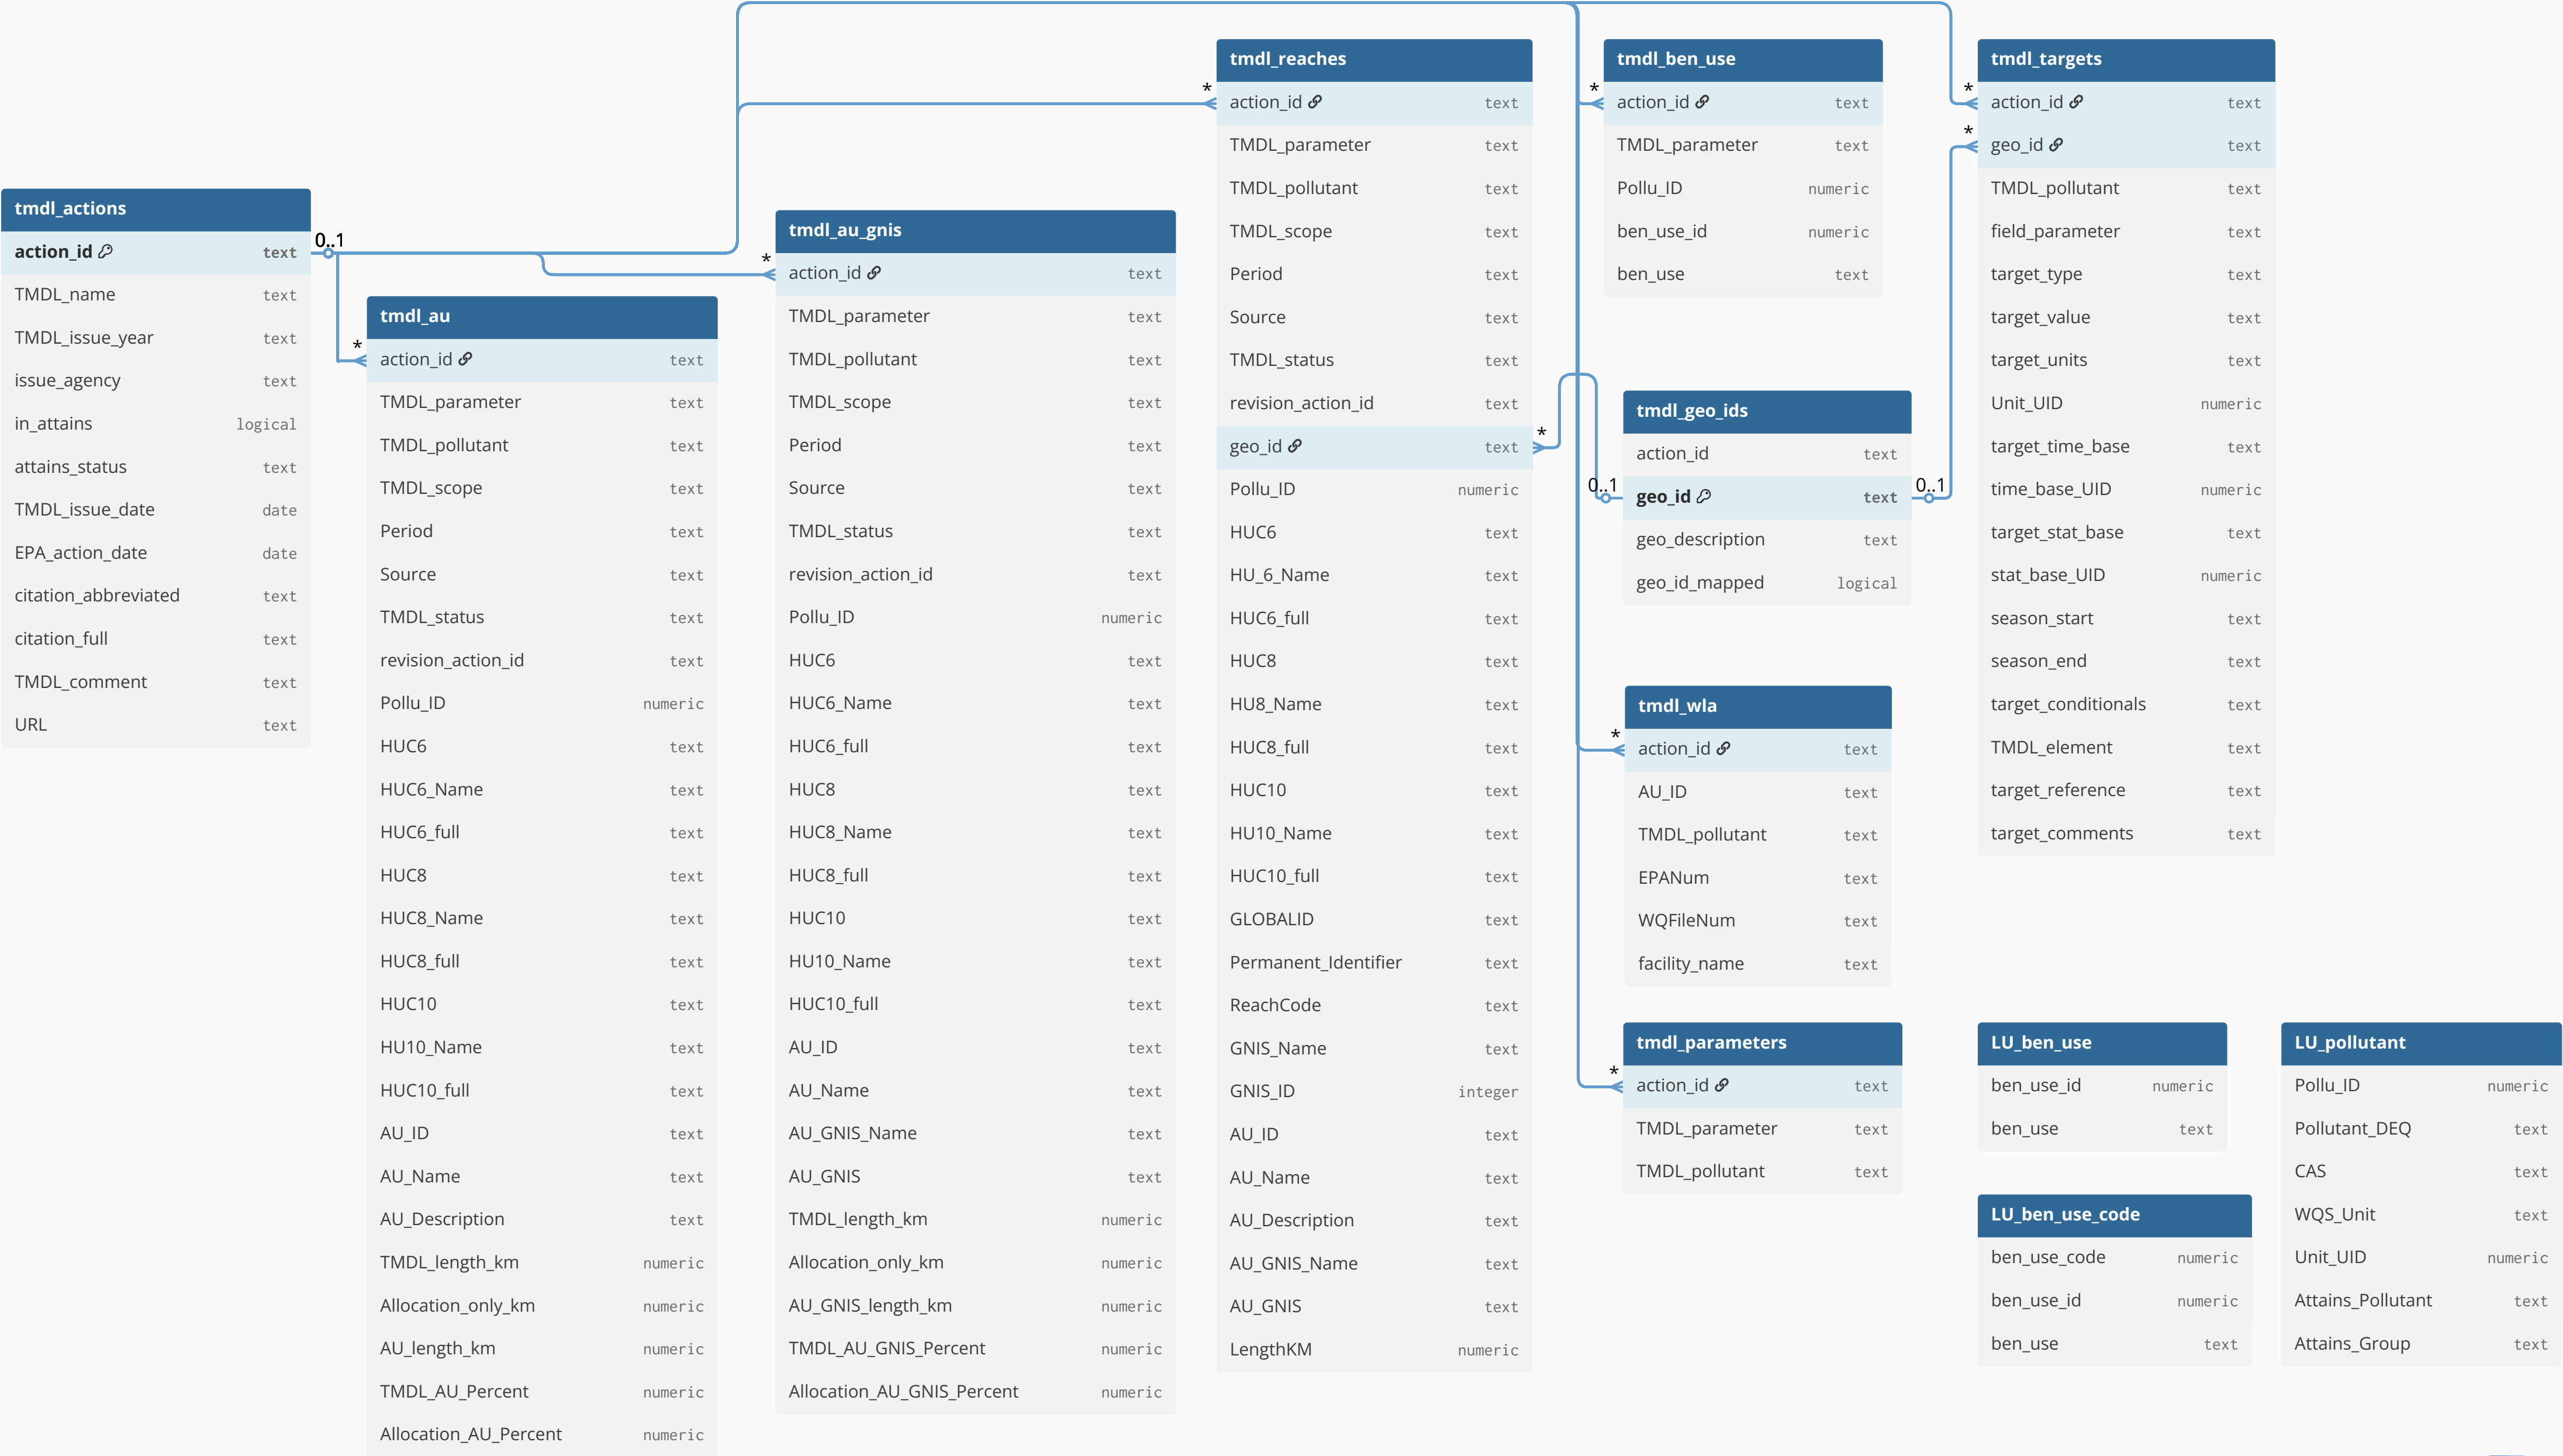 tmdl_actions
0..1
action_id text
TMDL_name text
TMDL_issue_year text
issue_agency text
in_attains logical
attains_status text
TMDL_issue_date date
EPA_action_date date
citation_abbreviated text
citation_full text
TMDL_comment text
URL text
tmdl_au
*
action_id text
TMDL_parameter text
TMDL_pollutant text
TMDL_scope text
Period text
Source text
TMDL_status text
revision_action_id text
Pollu_ID numeric
HUC6 text
HUC6_Name text
HUC6_full text
HUC8 text
HUC8_Name text
HUC8_full text
HUC10 text
HU10_Name text
HUC10_full text
AU_ID text
AU_Name text
AU_Description text
TMDL_length_km numeric
Allocation_only_km numeric
AU_length_km numeric
TMDL_AU_Percent numeric
Allocation_AU_Percent numeric
tmdl_au_gnis
*
action_id text
TMDL_parameter text
TMDL_pollutant text
TMDL_scope text
Period text
Source text
TMDL_status text
revision_action_id text
Pollu_ID numeric
HUC6 text
HUC6_Name text
HUC6_full text
HUC8 text
HUC8_Name text
HUC8_full text
HUC10 text
HU10_Name text
HUC10_full text
AU_ID text
AU_Name text
AU_GNIS_Name text
AU_GNIS text
TMDL_length_km numeric
Allocation_only_km numeric
AU_GNIS_length_km numeric
TMDL_AU_GNIS_Percent numeric
Allocation_AU_GNIS_Percent numeric
tmdl_reaches
*
action_id text
TMDL_parameter text
TMDL_pollutant text
TMDL_scope text
Period text
Source text
TMDL_status text
revision_action_id text
*
geo_id text
Pollu_ID numeric
HUC6 text
HU_6_Name text
HUC6_full text
HUC8 text
HU8_Name text
HUC8_full text
HUC10 text
HU10_Name text
HUC10_full text
GLOBALID text
Permanent_Identifier text
ReachCode text
GNIS_Name text
GNIS_ID integer
AU_ID text
AU_Name text
AU_Description text
AU_GNIS_Name text
AU_GNIS text
LengthKM numeric
tmdl_ben_use
*
action_id text
TMDL_parameter text
Pollu_ID numeric
ben_use_id numeric
ben_use text
tmdl_geo_ids
action_id text
0..1
0..1
geo_id text
geo_description text
geo_id_mapped logical
tmdl_wla
*
action_id text
AU_ID text
TMDL_pollutant text
EPANum text
WQFileNum text
facility_name text
tmdl_parameters
*
action_id text
TMDL_parameter text
TMDL_pollutant text
tmdl_targets
*
action_id text
*
geo_id text
TMDL_pollutant text
field_parameter text
target_type text
target_value text
target_units text
Unit_UID numeric
target_time_base text
time_base_UID numeric
target_stat_base text
stat_base_UID numeric
season_start text
season_end text
target_conditionals text
TMDL_element text
target_reference text
target_comments text
LU_ben_use
ben_use_id numeric
ben_use text
LU_ben_use_code
ben_use_code numeric
ben_use_id numeric
ben_use text
LU_pollutant
Pollu_ID numeric
Pollutant_DEQ text
CAS text
WQS_Unit text
Unit_UID numeric
Attains_Pollutant text
Attains_Group text